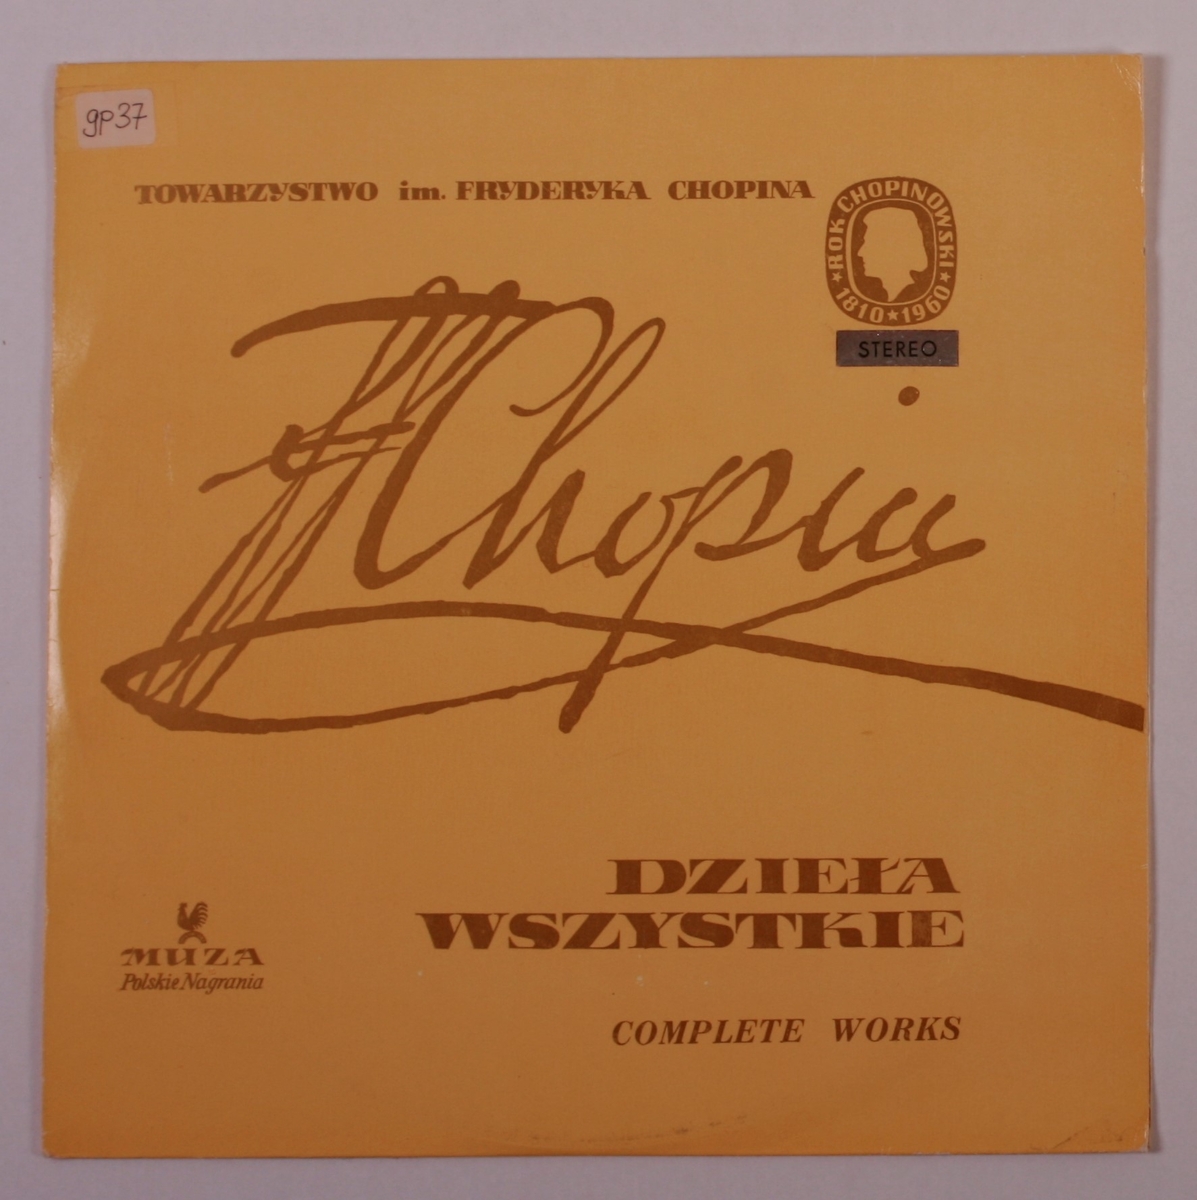 gp37
TOWARZYSTWO im. FRYDERYKA CHOPINA
ROK CHOPINOWSKI
★ 1810 ★ 1960 ★
STEREO
FChopin
DZIEŁA
WSZYSTKIE
MUZA
Polskie Nagrania
COMPLETE WORKS